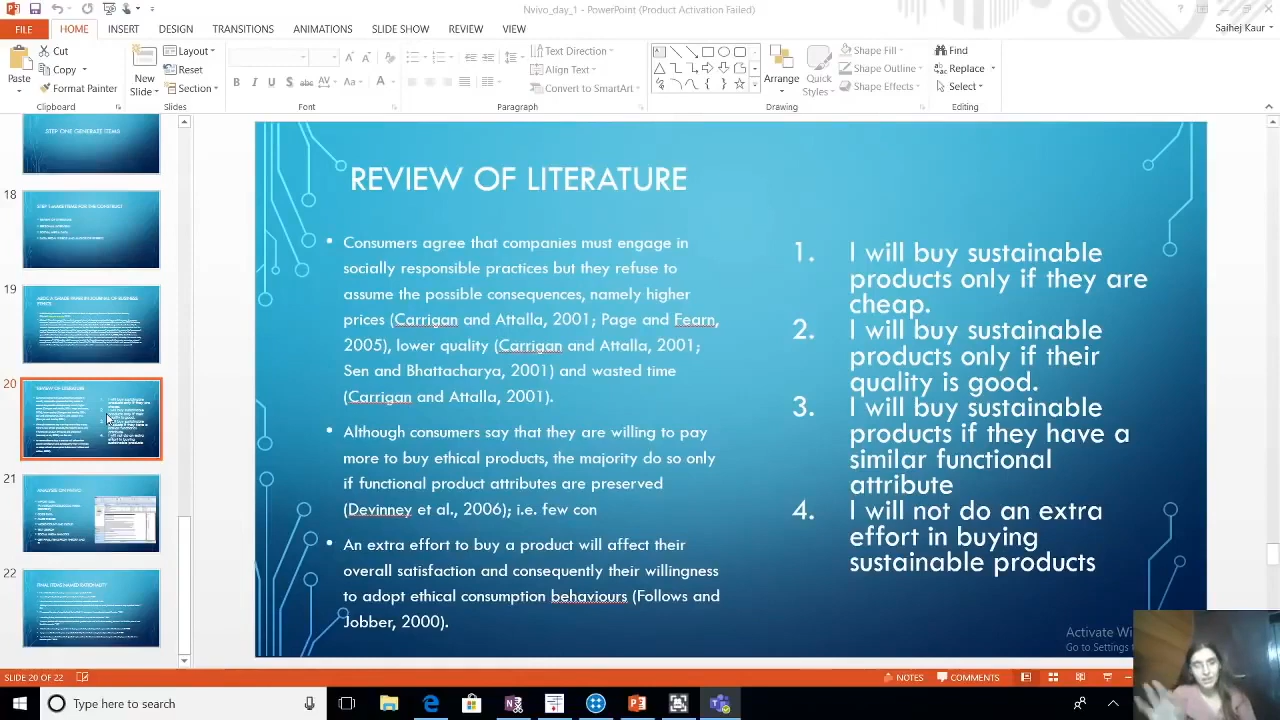 Nvivo_day_1 - PowerPoint (Product Activation Failed)
FILE HOME INSERT DESIGN TRANSITIONS ANIMATIONS SLIDE SHOW REVIEW VIEW Saihej Kaur
Paste
Cut
Copy
Format Painter
Clipboard
New
Slide
Layout
Reset
Section
Slides
Font
Text Direction
Align Text
Convert to SmartArt
Paragraph
Arrange
Quick
Styles
Shape Fill
Shape Outline
Shape Effects
Drawing
Find
Replace
Select
Editing
STEP ONE GENERATE ITEMS
18
19
20
REVIEW OF LITERATURE
21
ANALYSIS ON NVIVO
22
FINAL ITEMS NAMED RATIONALITY
REVIEW OF LITERATURE
• Consumers agree that companies must engage in
socially responsible practices but they refuse to
assume the possible consequences, namely higher
prices (Carrigan and Attalla, 2001; Page and Fearn,
2005), lower quality (Carrigan and Attalla, 2001;
Sen and Bhattacharya, 2001) and wasted time
(Carrigan and Attalla, 2001).
• Although consumers say that they are willing to pay
more to buy ethical products, the majority do so only
if functional product attributes are preserved
(Devinney et al., 2006); i.e. few con
• An extra effort to buy a product will affect their
overall satisfaction and consequently their willingness
to adopt ethical consumption behaviours (Follows and
Jobber, 2000).
1. I will buy sustainable
products only if they are
cheap.
2. I will buy sustainable
products only if their
quality is good.
3. I will buy sustainable
products if they have a
similar functional
attribute
4. I will not do an extra
effort in buying
sustainable products
Activate Wi
Go to Settings
SLIDE 20 OF 22 NOTES COMMENTS
Type here to search